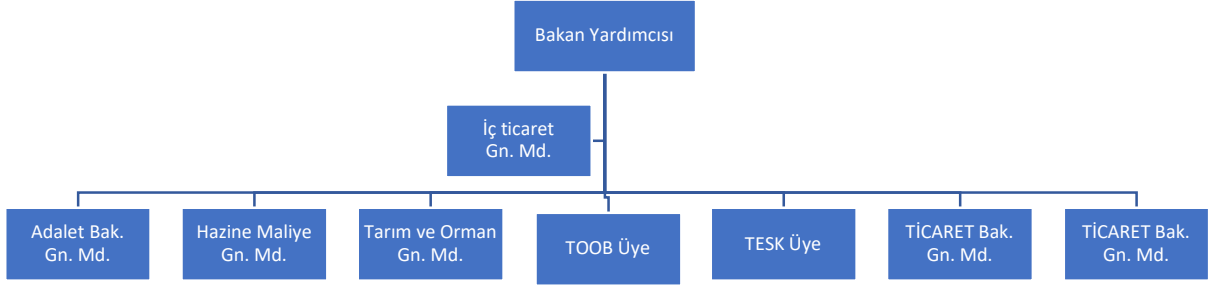 Bakan Yardımcısı
İç ticaret
Gn. Md.
Adalet Bak.
Gn. Md.
Hazine Maliye
Gn. Md.
Tarım ve Orman
Gn. Md.
TOOB Üye
TESK Üye
TİCARET Bak.
Gn. Md.
TİCARET Bak.
Gn. Md.